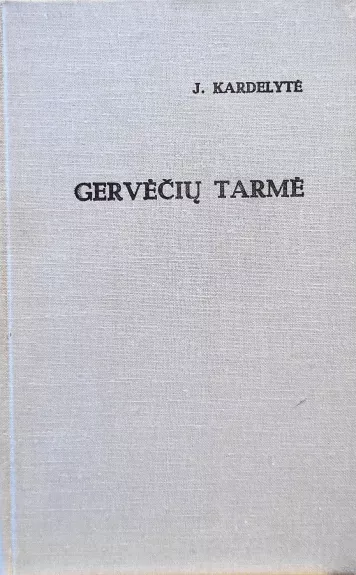 J. KARDELYTĖ
GERVĖČIŲ TARMĖ